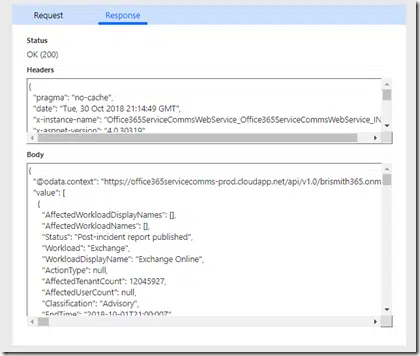 Request Response
Status
OK (200)
Headers
{
"pragma": "no-cache",
"date": "Tue, 30 Oct 2018 21:14:49 GMT",
"x-instance-name": "Office365ServiceCommsWebService_Office365ServiceCommsWebService_IN
"x-aspnet-version": "4.0.30319"
Body
{
"@odata.context": "https://office365servicecomms-prod.cloudapp.net/api/v1.0/brismith365.onm
"value": [
{
"AffectedWorkloadDisplayNames": [],
"AffectedWorkloadNames": [],
"Status": "Post-incident report published",
"Workload": "Exchange",
"WorkloadDisplayName": "Exchange Online",
"ActionType": null,
"AffectedTenantCount": 12045927,
"AffectedUserCount": null,
"Classification": "Advisory",
"EndTime": "2018-10-01T21:00:00Z"